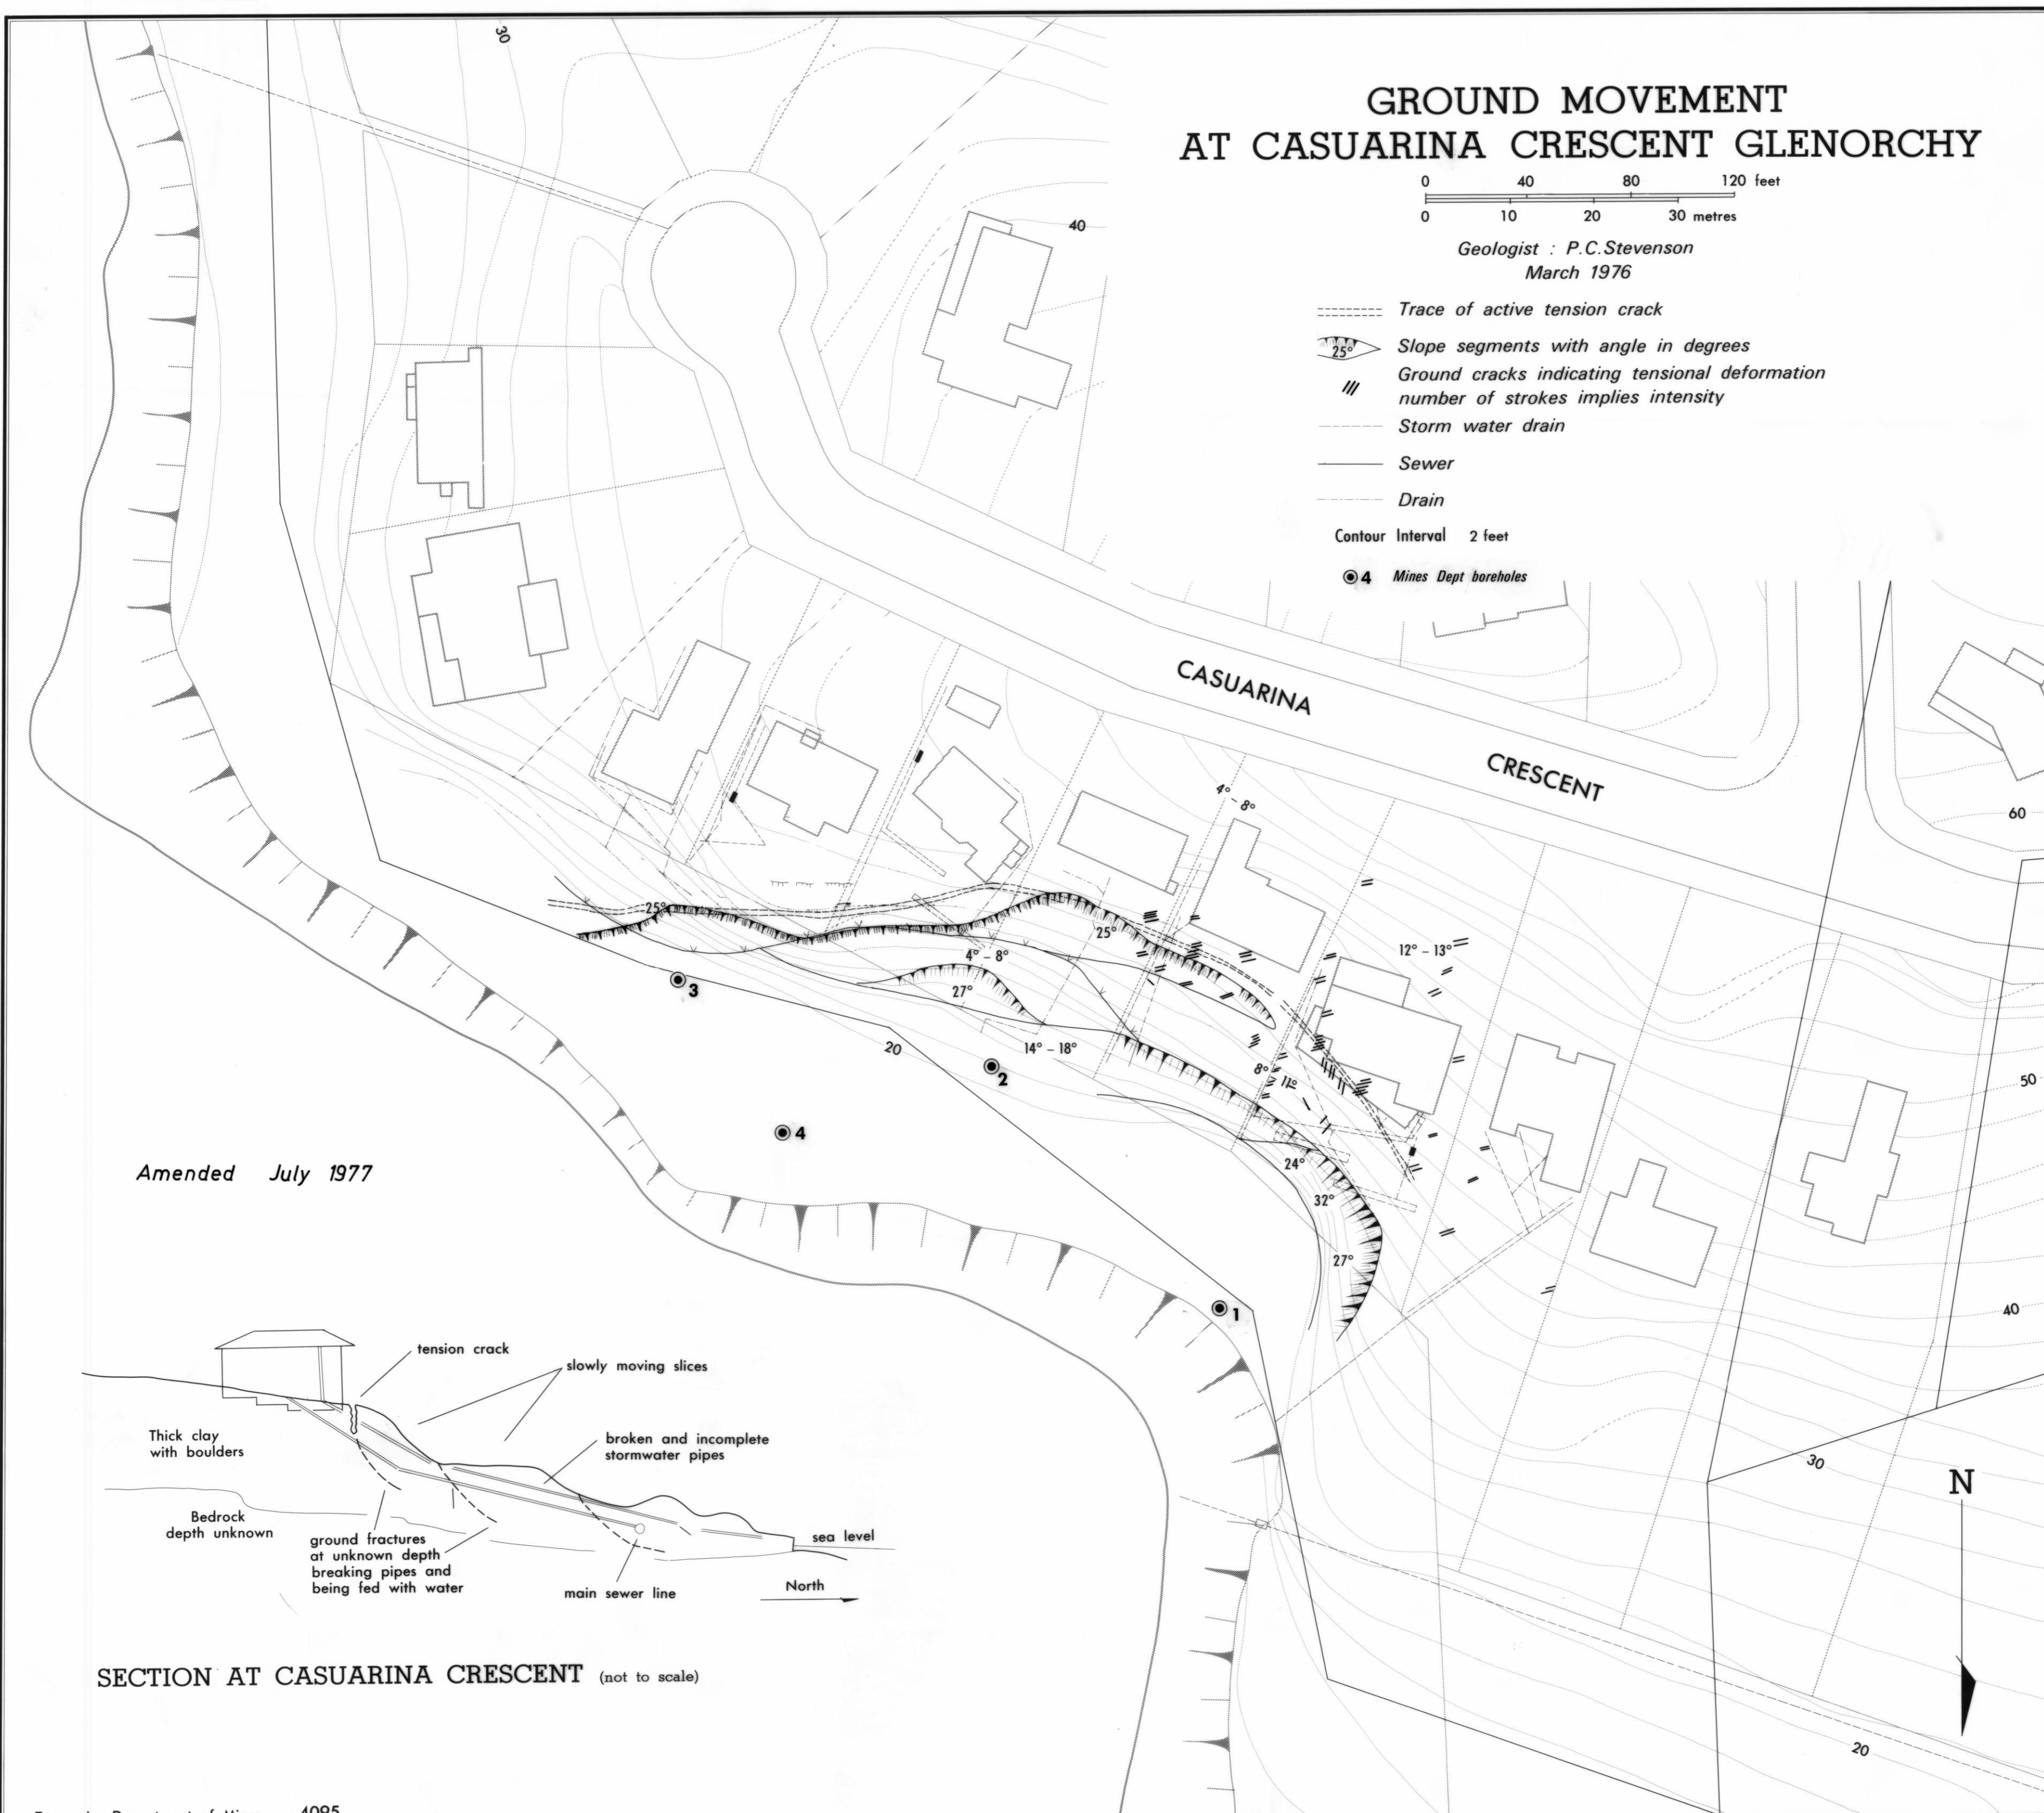 GROUND MOVEMENT
AT CASUARINA CRESCENT GLENORCHY
0 40 80 120 feet
0 10 20 30 metres
Geologist : P.C.Stevenson
March 1976
Trace of active tension crack
25°
Slope segments with angle in degrees
Ground cracks indicating tensional deformation
number of strokes implies intensity
Storm water drain
Sewer
Drain
Contour Interval 2 feet
4 Mines Dept boreholes
30
40
CASUARINA
CRESCENT
60
4° – 8°
25°
25°
12° – 13°
4° – 8°
27°
3
20
14° – 18°
2
8° – 11°
50
4
24°
32°
27°
1
40
30
20
N
Amended July 1977
tension crack
slowly moving slices
Thick clay
with boulders
broken and incomplete
stormwater pipes
Bedrock
depth unknown
ground fractures
at unknown depth
breaking pipes and
being fed with water
sea level
main sewer line
North
SECTION AT CASUARINA CRESCENT (not to scale)
4095